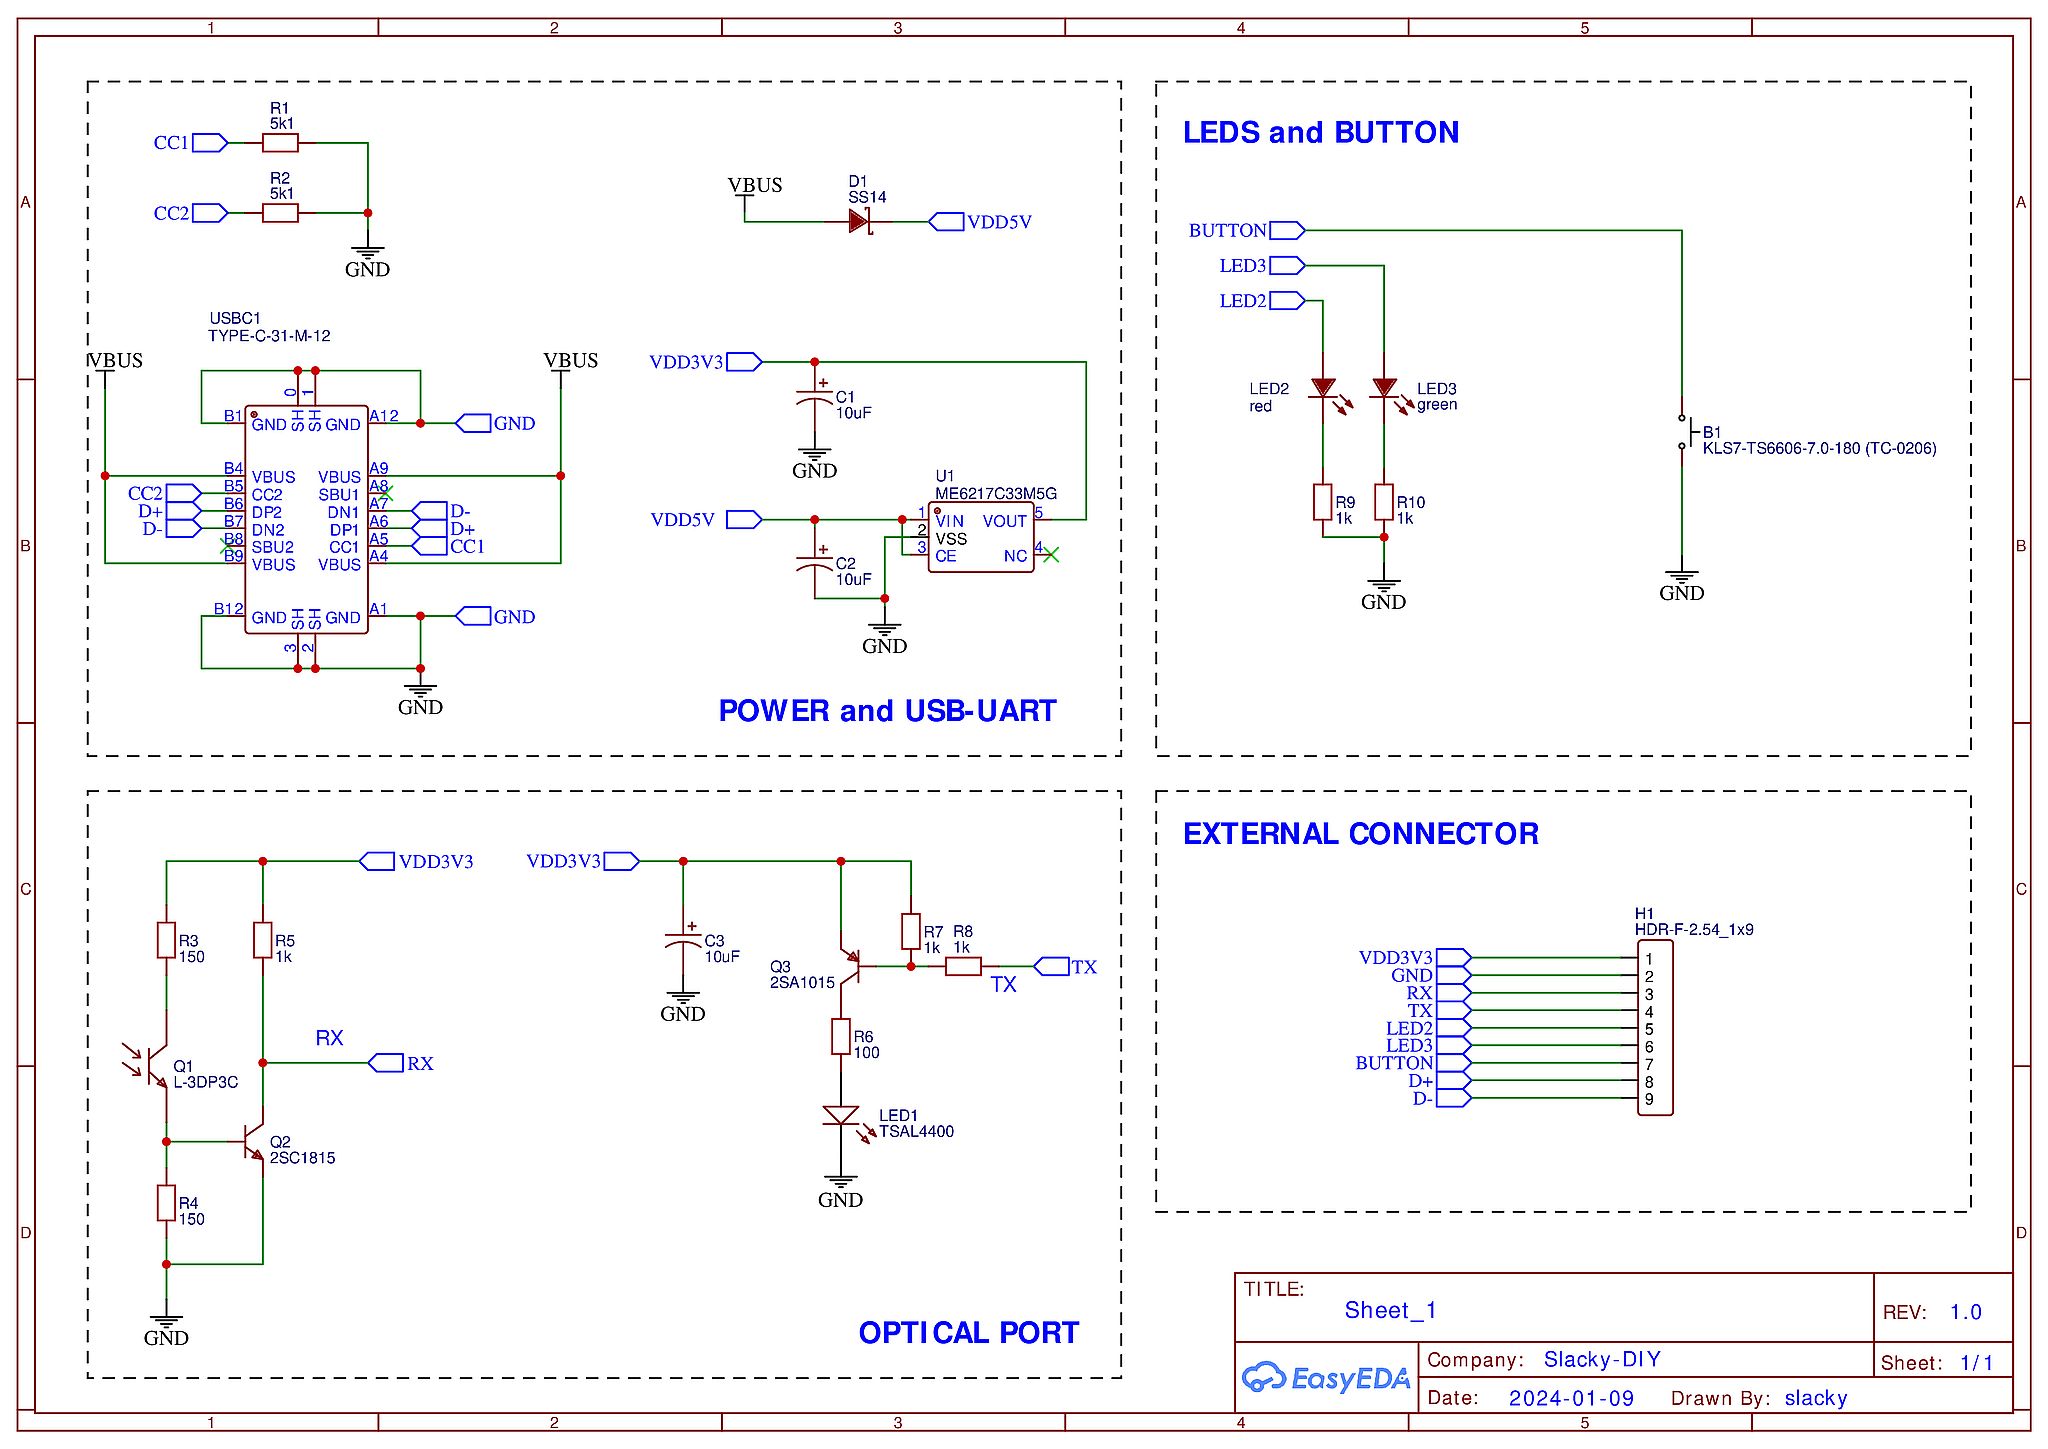 1 2 3 4 5
A
B
C
D
A
B
C
D
1 2 3 4 5
R1
5k1
CC1
R2
5k1
CC2
GND
VBUS
D1
SS14
VDD5V
USBC1
TYPE-C-31-M-12
VBUS
VBUS
0 1
SH SH
B1 GND GND A12 GND
B4 VBUS VBUS A9
CC2 B5 CC2 SBU1 A8
D+ B6 DP2 DN1 A7 D-
D- B7 DN2 DP1 A6 D+
B8 SBU2 CC1 A5 CC1
B9 VBUS VBUS A4
B12 GND GND A1 GND
SH SH
3 2
GND
VDD3V3
+
C1
10uF
GND
U1
ME6217C33M5G
VDD5V
1 VIN VOUT 5
2 VSS
3 CE NC 4
+
C2
10uF
GND
POWER and USB-UART
LEDS and BUTTON
BUTTON
LED3
LED2
LED2
red
LED3
green
B1
KLS7-TS6606-7.0-180 (TC-0206)
R9
1k
R10
1k
GND
GND
VDD3V3
R3
150
R5
1k
RX
RX
Q1
L-3DP3C
Q2
2SC1815
R4
150
GND
VDD3V3
+
C3
10uF
GND
R7
1k
R8
1k
Q3
2SA1015
TX
TX
R6
100
LED1
TSAL4400
GND
OPTICAL PORT
EXTERNAL CONNECTOR
H1
HDR-F-2.54_1x9
VDD3V3 1
GND 2
RX 3
TX 4
LED2 5
LED3 6
BUTTON 7
D+ 8
D- 9
TITLE:
Sheet_1
REV: 1.0
EasyEDA
Company: Slacky-DIY
Sheet: 1/1
Date: 2024-01-09 Drawn By: slacky